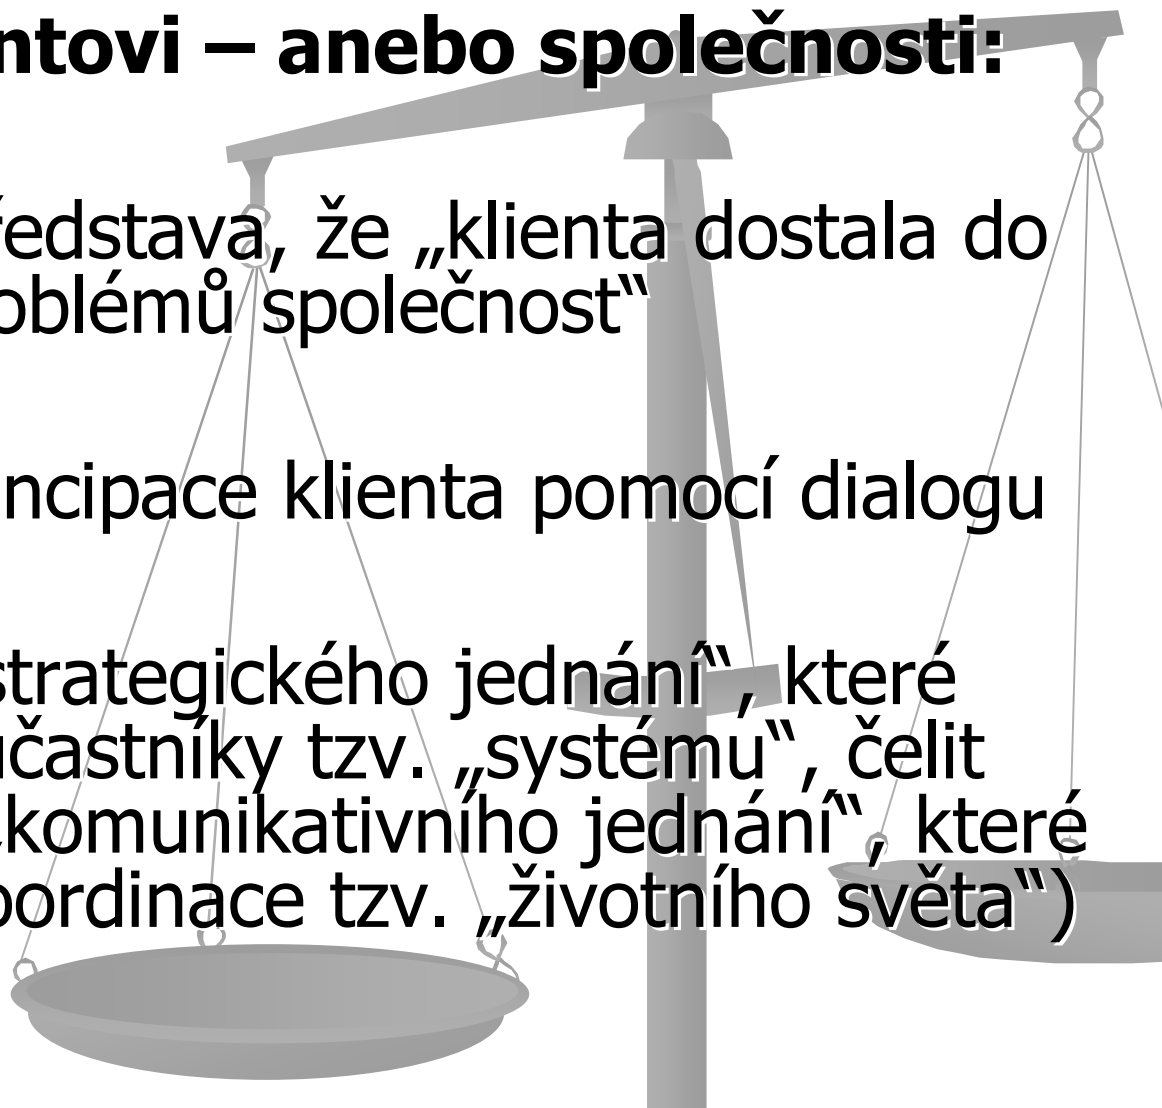 ntovi – anebo společnosti:
ředstava, že „klienta dostala do
oblémů společnost“
ncipace klienta pomocí dialogu
strategického jednání“, které
účastníky tzv. „systému“, čelit
komunikativního jednání“, které
oordinace tzv. „životního světa“)